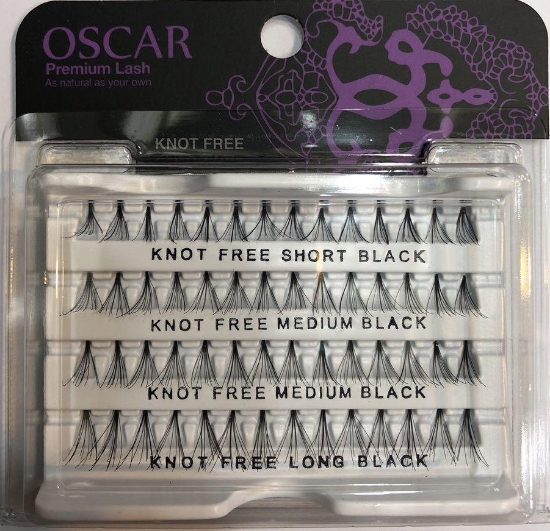 OSCAR
Premium Lash
As natural as your own
KNOT FREE
KNOT FREE SHORT BLACK
KNOT FREE MEDIUM BLACK
KNOT FREE MEDIUM BLACK
KNOT FREE LONG BLACK